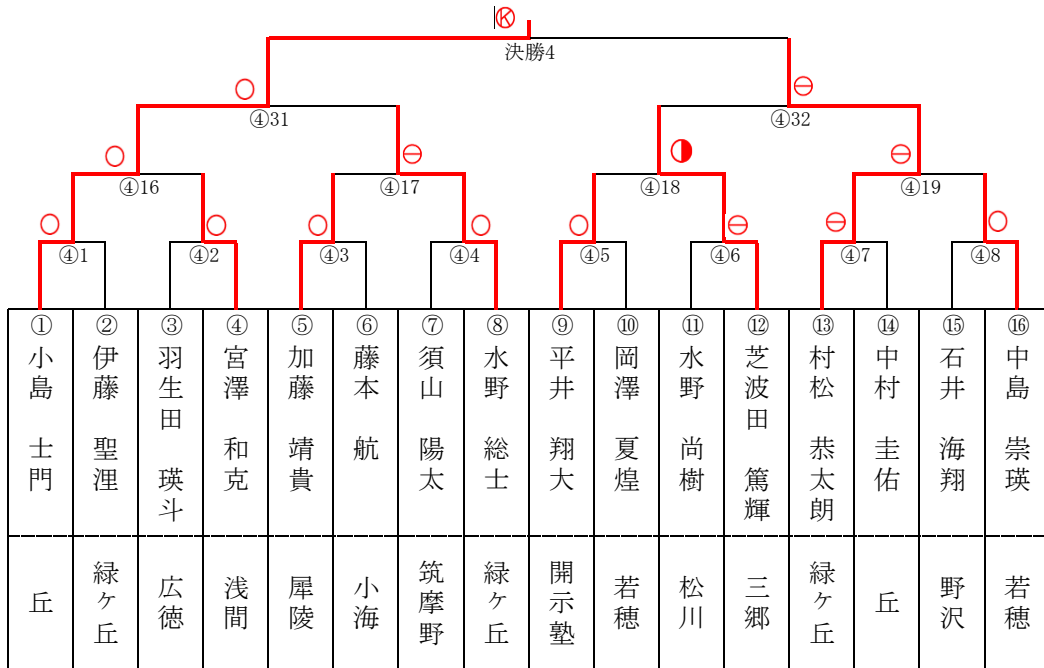 Ⓚ
決勝4
④31
④32
④16
④17
④18
④19
④1
④2
④3
④4
④5
④6
④7
④8
① 小島 士門 丘
② 伊藤 聖浬 緑ケ丘
③ 羽生田 瑛斗 広徳
④ 宮澤 和克 浅間
⑤ 加藤 靖貴 犀陵
⑥ 藤本 航 小海
⑦ 須山 陽太 筑摩野
⑧ 水野 総士 緑ケ丘
⑨ 平井 翔大 開示塾
⑩ 岡澤 夏煌 若穂
⑪ 水野 尚樹 松川
⑫ 芝波田 篤輝 三郷
⑬ 村松 恭太朗 緑ケ丘
⑭ 中村 圭佑 丘
⑮ 石井 海翔 野沢
⑯ 中島 崇瑛 若穂